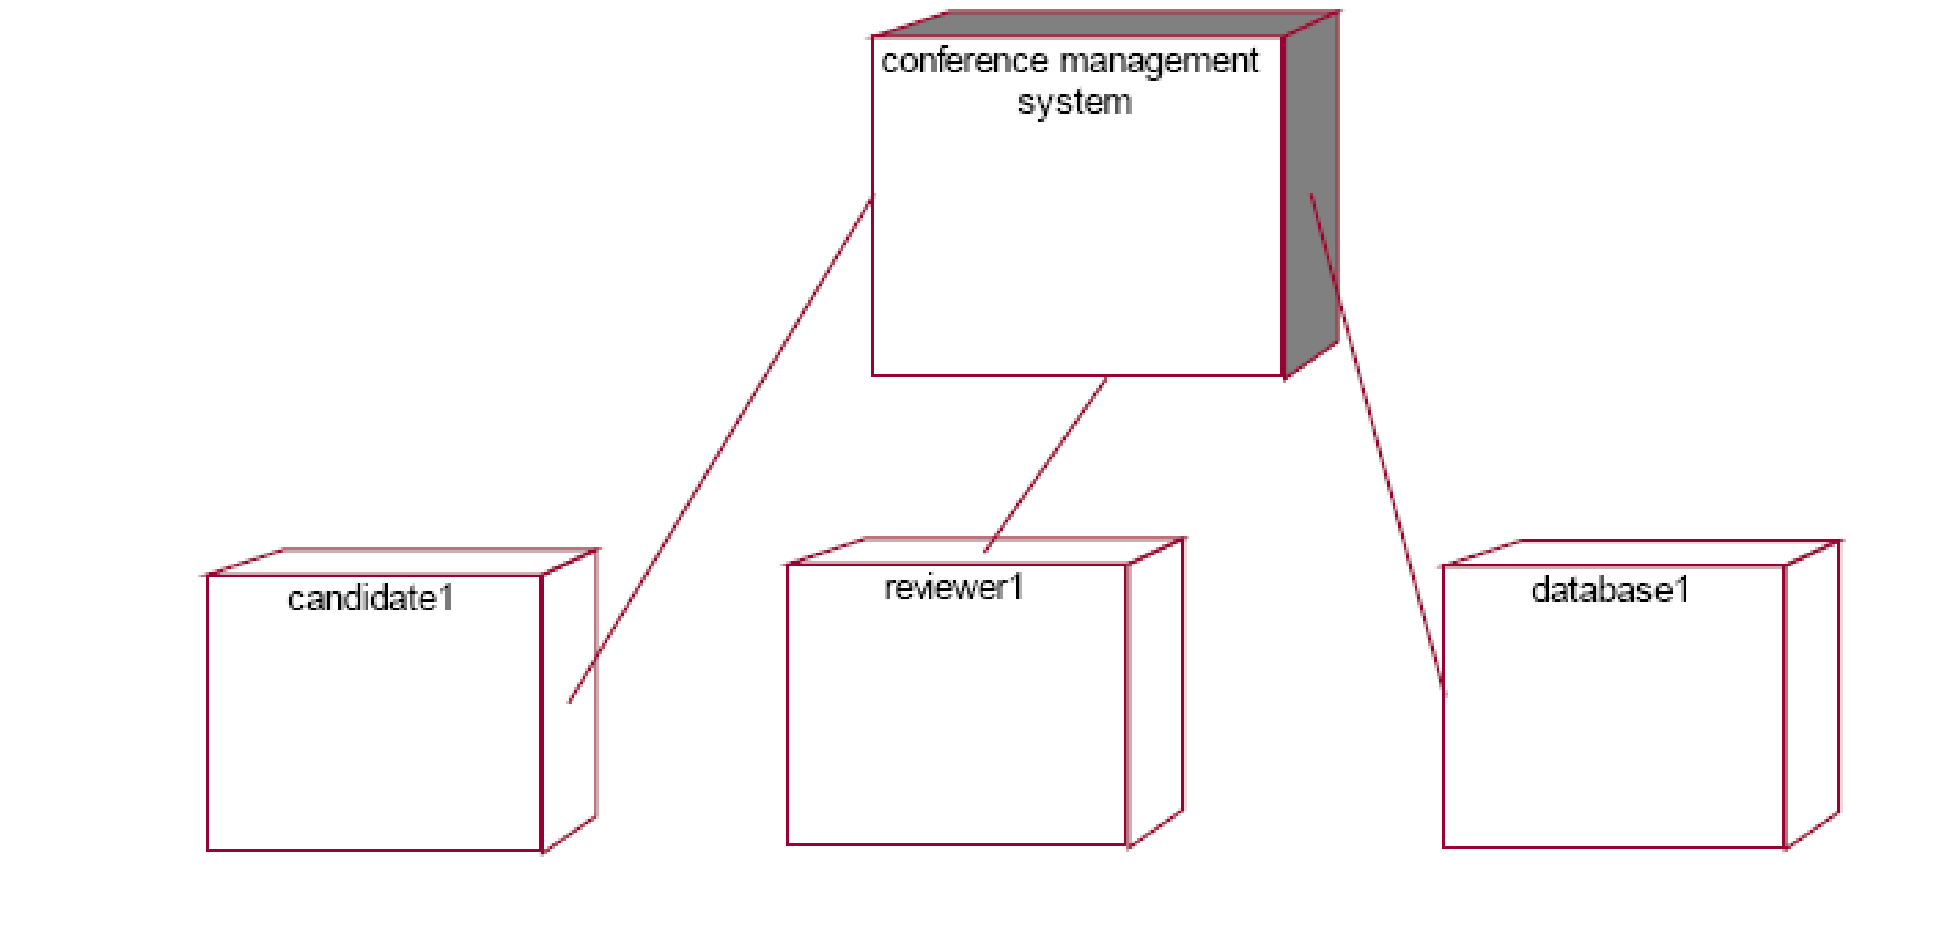 conference management
system
candidate1
reviewer1
database1